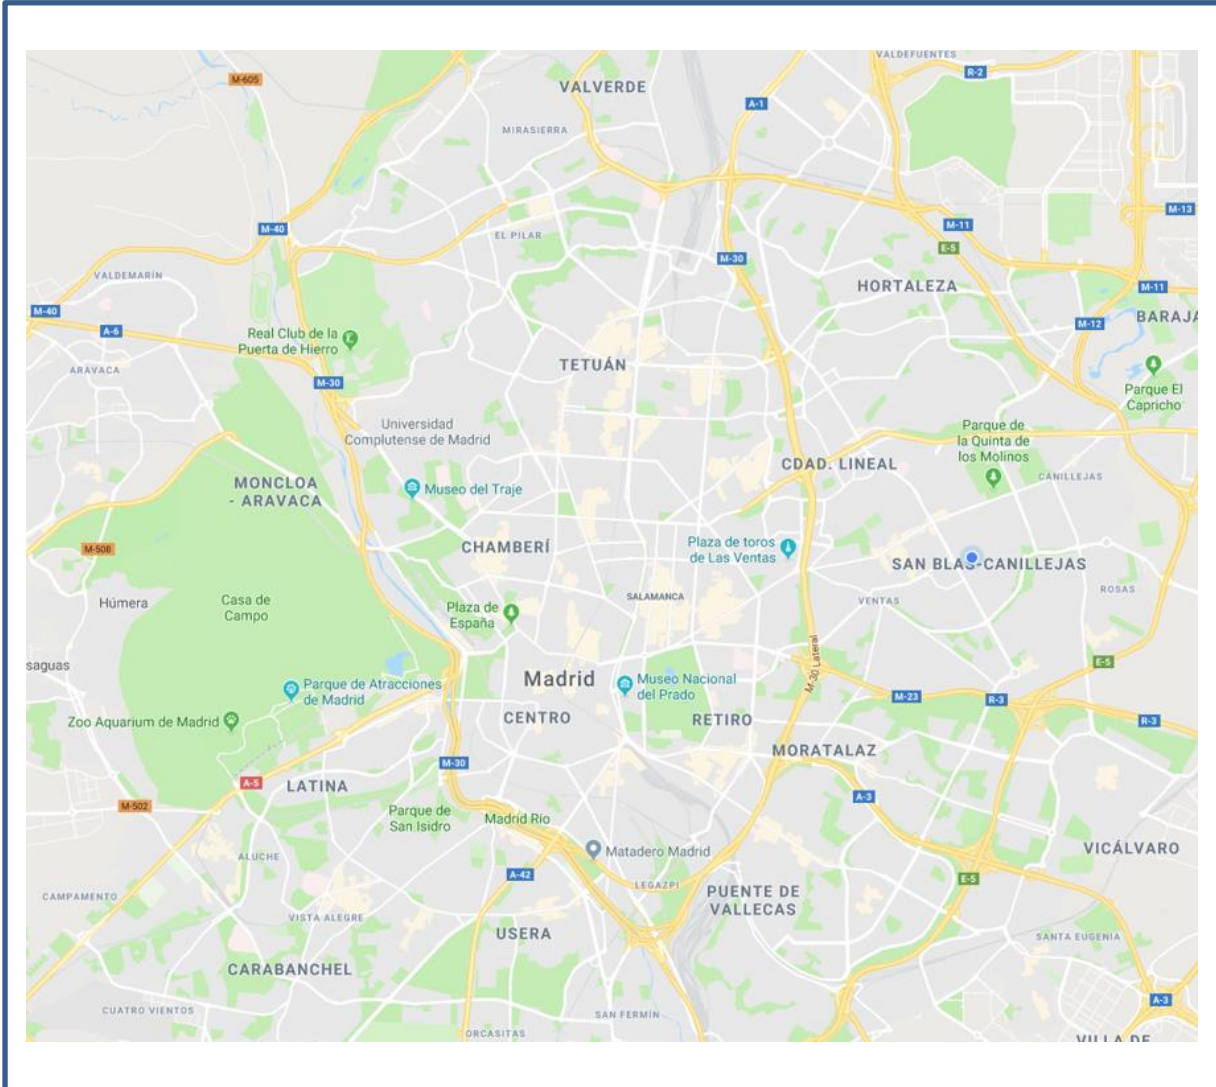 VALDEFUENTES
M-605
R-2
VALVERDE
A-1
MIRASIERRA
M-13
M-40
M-11
EL PILAR
E-5
M-30
VALDEMARÍN
HORTALEZA
M-11
M-40
BARAJA
A-6
M-12
Real Club de la
Puerta de Hierro
TETUÁN
ARAVACA
M-30
Parque El
Capricho
Universidad
Complutense de Madrid
Parque de
la Quinta de
los Molinos
CDAD. LINEAL
CANILLEJAS
MONCLOA
- ARAVACA
Museo del Traje
M-508
CHAMBERÍ
Plaza de toros
de Las Ventas
SAN BLAS-CANILLEJAS
ROSAS
Húmera
Casa de
Campo
Plaza de
España
SALAMANCA
VENTAS
saguas
M-30 Lateral
E-5
Parque de Atracciones
de Madrid
Madrid
Museo Nacional
del Prado
M-23
R-3
Zoo Aquarium de Madrid
CENTRO
RETIRO
R-3
MORATALAZ
M-30
A-5
LATINA
A-3
M-502
Parque de
San Isidro
Madrid Río
Matadero Madrid
VICÁLVARO
ALUCHE
A-42
E-5
LEGAZPI
CAMPAMENTO
PUENTE DE
VALLECAS
VISTA ALEGRE
USERA
SANTA EUGENIA
CARABANCHEL
A-3
CUATRO VIENTOS
SAN FERMÍN
ORCASITAS
VILLA DE